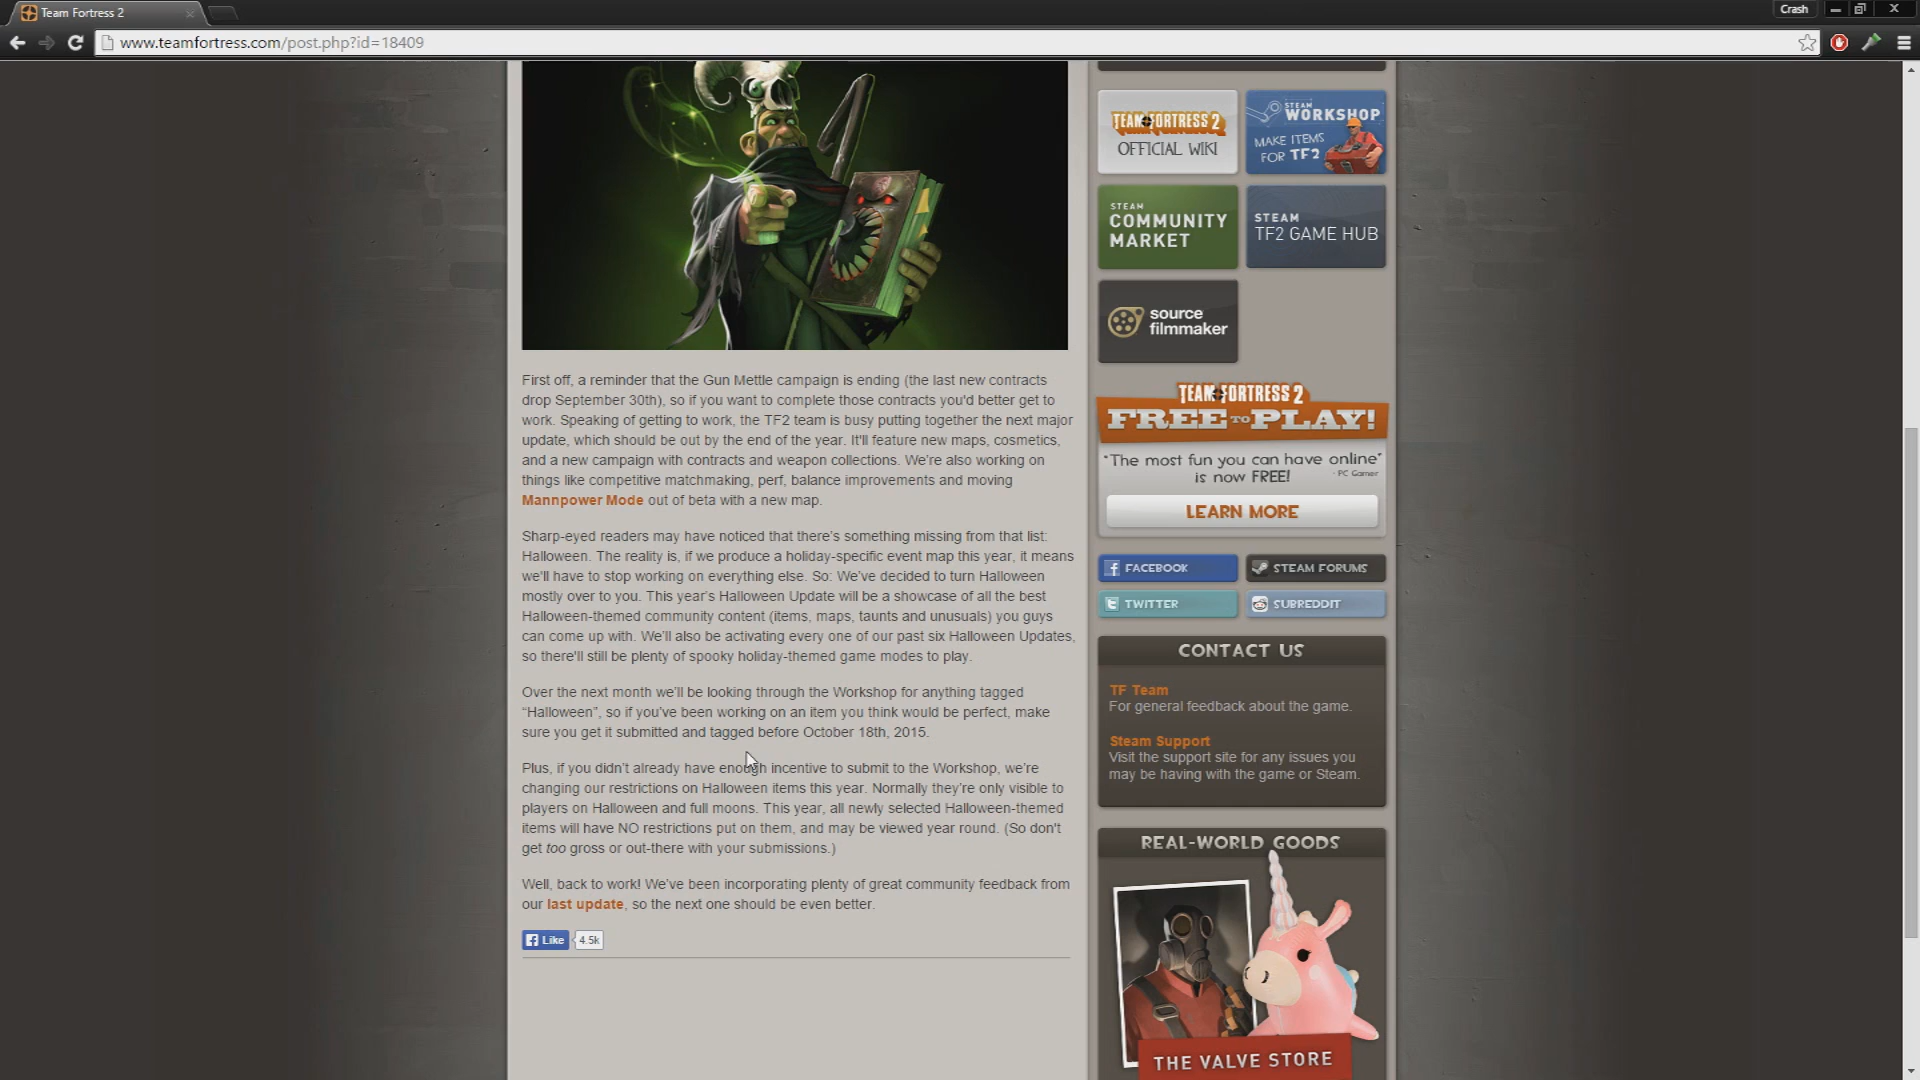 Team Fortress 2
Crash
www.teamfortress.com/post.php?id=18409
First off, a reminder that the Gun Mettle campaign is ending (the last new contracts
drop September 30th), so if you want to complete those contracts you'd better get to
work. Speaking of getting to work, the TF2 team is busy putting together the next major
update, which should be out by the end of the year. It'll feature new maps, cosmetics,
and a new campaign with contracts and weapon collections. We're also working on
things like competitive matchmaking, perf, balance improvements and moving
Mannpower Mode out of beta with a new map.
Sharp-eyed readers may have noticed that there's something missing from that list:
Halloween. The reality is, if we produce a holiday-specific event map this year, it means
we'll have to stop working on everything else. So: We've decided to turn Halloween
mostly over to you. This year's Halloween Update will be a showcase of all the best
Halloween-themed community content (items, maps, taunts and unusuals) you guys
can come up with. We'll also be activating every one of our past six Halloween Updates,
so there'll still be plenty of spooky holiday-themed game modes to play.
Over the next month we'll be looking through the Workshop for anything tagged
“Halloween”, so if you've been working on an item you think would be perfect, make
sure you get it submitted and tagged before October 18th, 2015.
Plus, if you didn't already have enough incentive to submit to the Workshop, we're
changing our restrictions on Halloween items this year. Normally they're only visible to
players on Halloween and full moons. This year, all newly selected Halloween-themed
items will have NO restrictions put on them, and may be viewed year round. (So don't
get too gross or out-there with your submissions.)
Well, back to work! We've been incorporating plenty of great community feedback from
our last update, so the next one should be even better.
Like 4.5k
TEAM FORTRESS 2
OFFICIAL WIKI
STEAM
WORKSHOP
MAKE ITEMS
FOR TF2
STEAM
COMMUNITY
MARKET
STEAM
TF2 GAME HUB
source
filmmaker
TEAM FORTRESS 2
FREE TO PLAY!
"The most fun you can have online"
- PC Gamer
is now FREE!
LEARN MORE
FACEBOOK
STEAM FORUMS
TWITTER
SUBREDDIT
CONTACT US
TF Team
For general feedback about the game.
Steam Support
Visit the support site for any issues you
may be having with the game or Steam.
REAL-WORLD GOODS
THE VALVE STORE